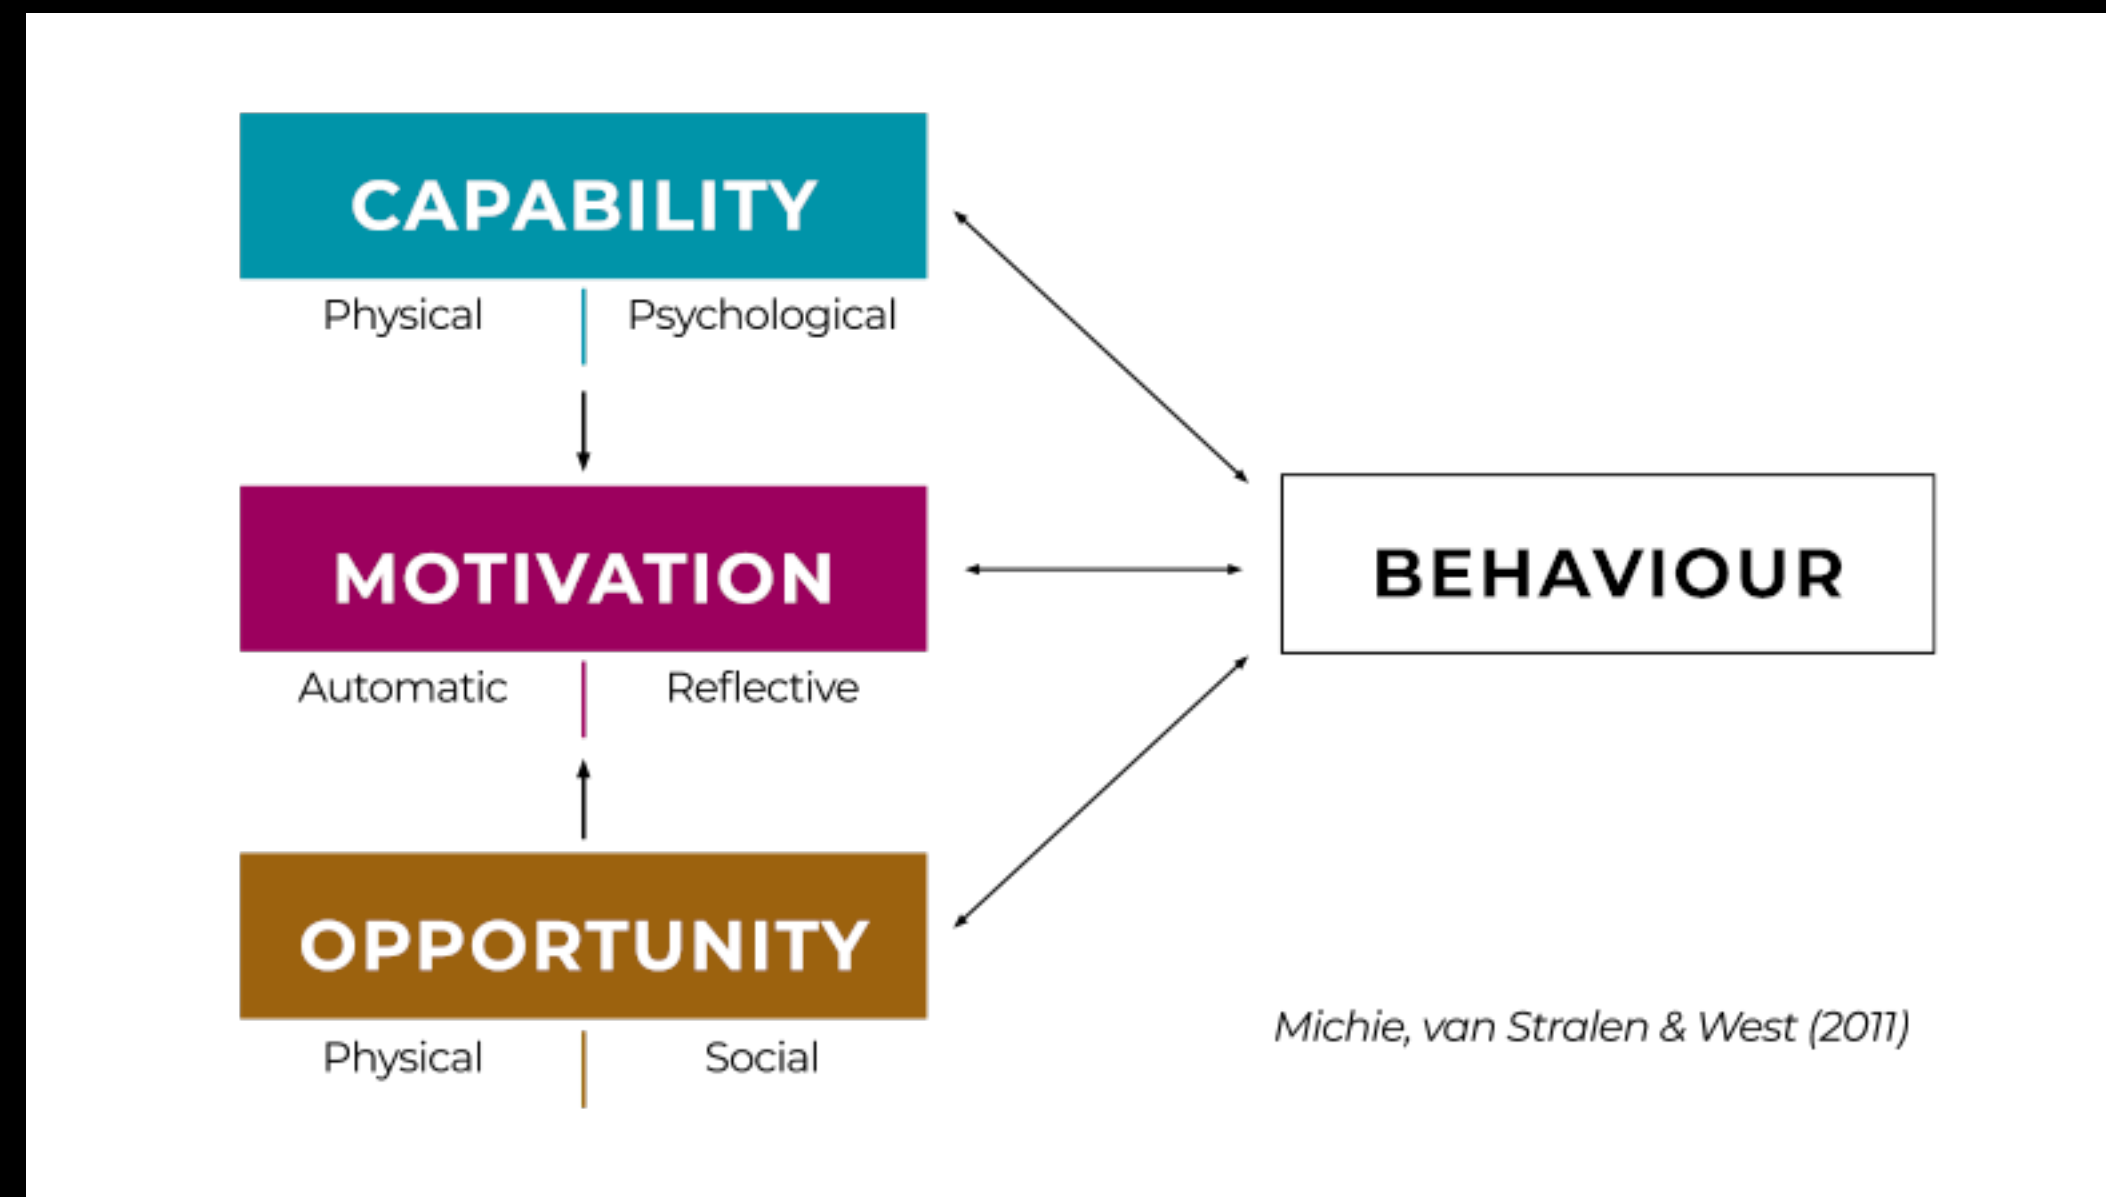 CAPABILITY
Physical
Psychological
MOTIVATION
Automatic
Reflective
OPPORTUNITY
Physical
Social
BEHAVIOUR
Michie, van Stralen & West (2011)